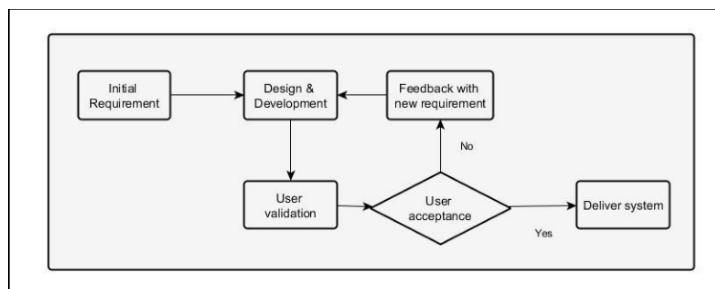 Initial
Requirement
Design &
Development
Feedback with
new requirement
No
User
validation
User
acceptance
Yes
Deliver system